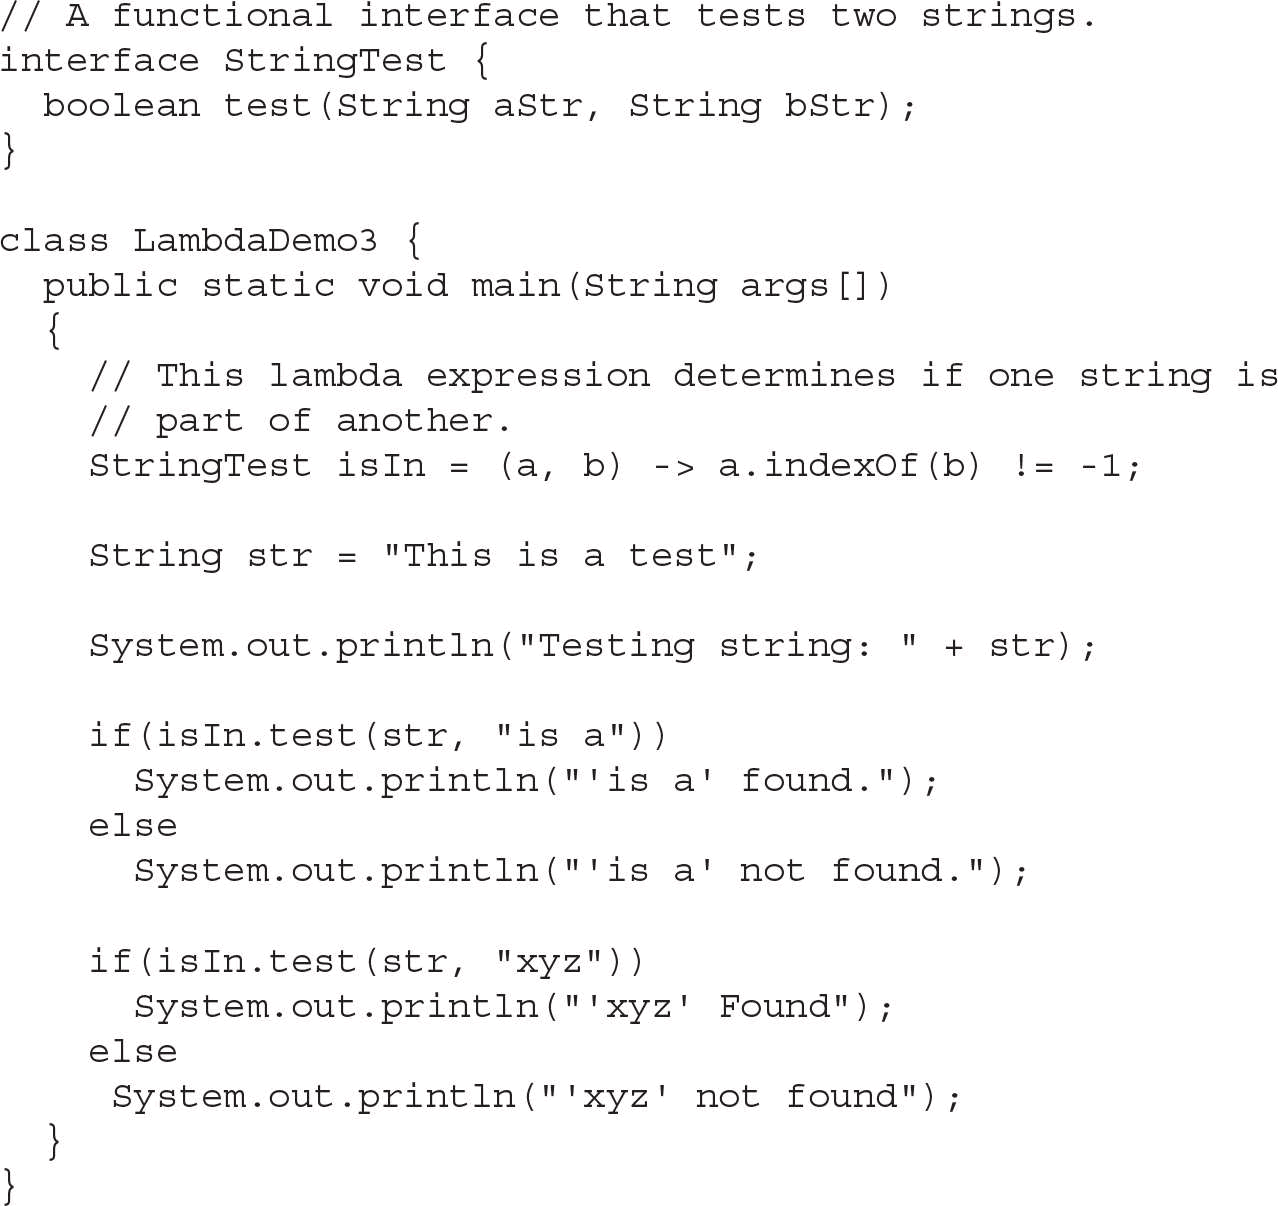 // A functional interface that tests two strings.
interface StringTest {
  boolean test(String aStr, String bStr);
}

class LambdaDemo3 {
  public static void main(String args[])
  {
    // This lambda expression determines if one string is
    // part of another.
    StringTest isIn = (a, b) -> a.indexOf(b) != -1;

    String str = "This is a test";

    System.out.println("Testing string: " + str);

    if(isIn.test(str, "is a"))
      System.out.println("'is a' found.");
    else
      System.out.println("'is a' not found.");

    if(isIn.test(str, "xyz"))
      System.out.println("'xyz' Found");
    else
     System.out.println("'xyz' not found");
  }
}